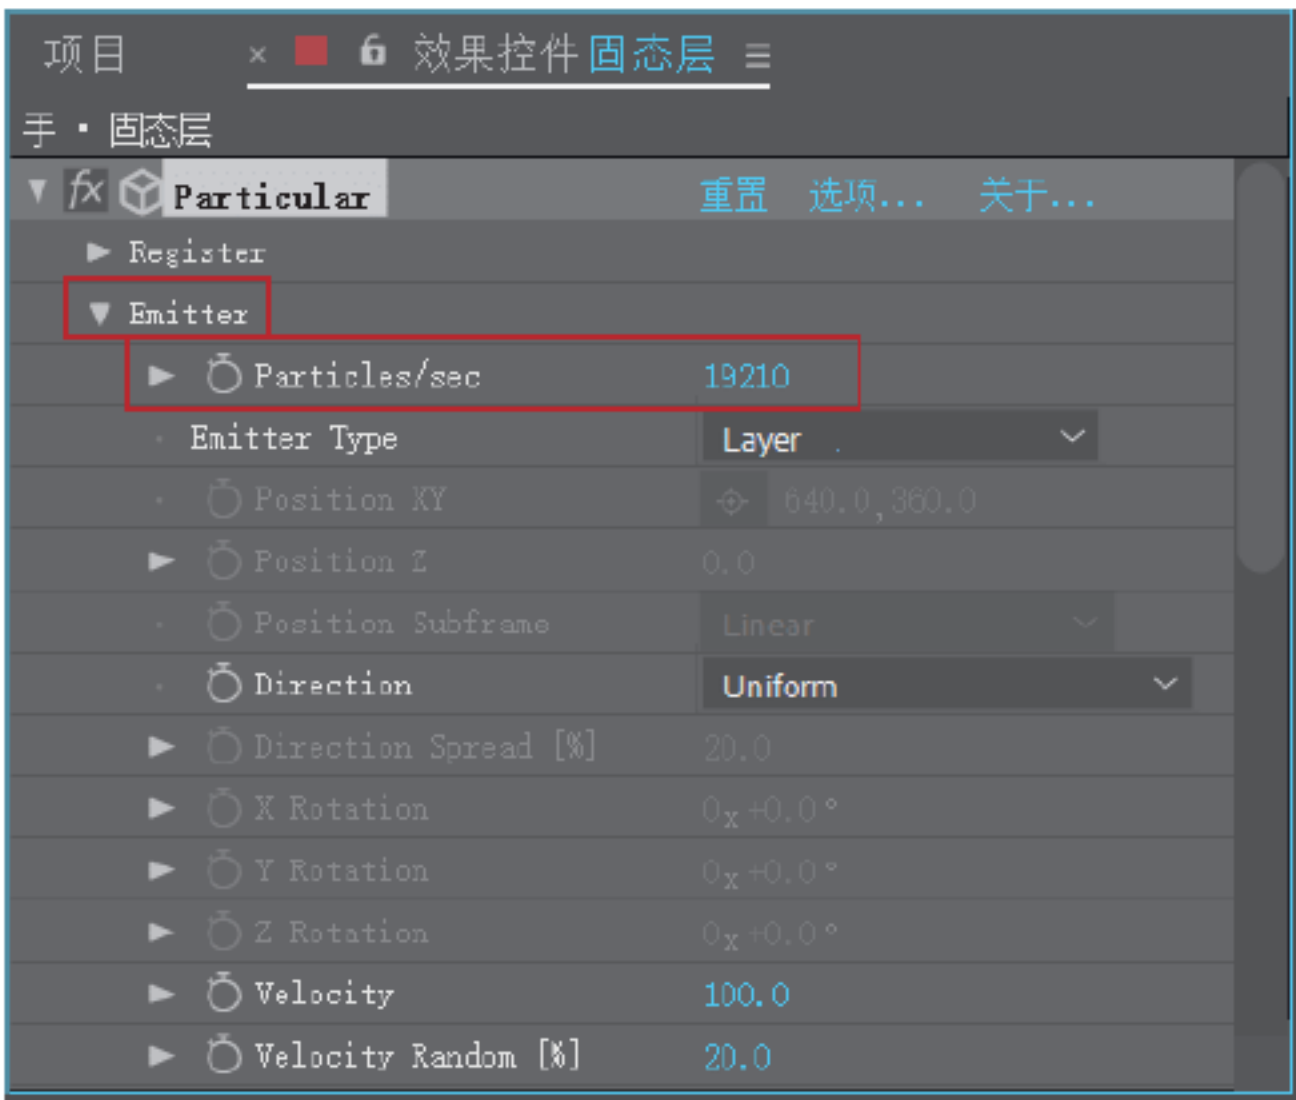 项目 × 效果控件 固态层 ≡
手 · 固态层
fx Particular 重置 选项... 关于...
Register
Emitter
Particles/sec 19210
Emitter Type Layer
Position XY 640.0,360.0
Position Z 0.0
Position Subframe Linear
Direction Uniform
Direction Spread [%] 20.0
X Rotation 0x+0.0°
Y Rotation 0x+0.0°
Z Rotation 0x+0.0°
Velocity 100.0
Velocity Random [%] 20.0